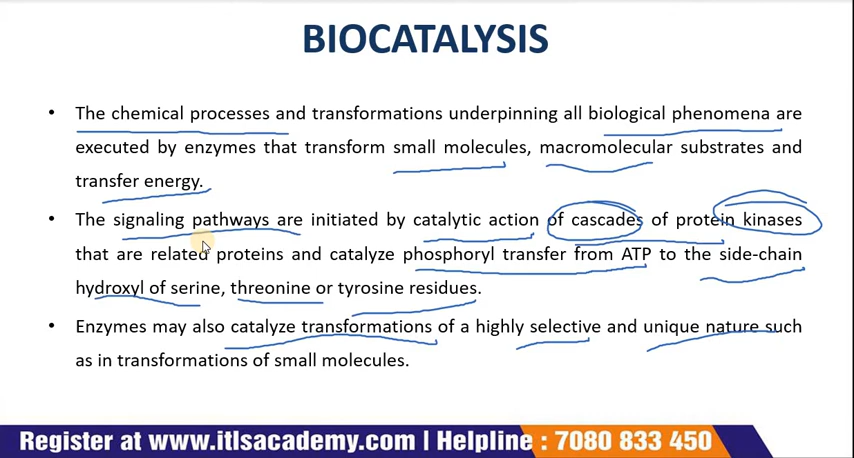 BIOCATALYSIS
• The chemical processes and transformations underpinning all biological phenomena are
executed by enzymes that transform small molecules, macromolecular substrates and
transfer energy.
• The signaling pathways are initiated by catalytic action of cascades of protein kinases
that are related proteins and catalyze phosphoryl transfer from ATP to the side-chain
hydroxyl of serine, threonine or tyrosine residues.
• Enzymes may also catalyze transformations of a highly selective and unique nature such
as in transformations of small molecules.
Register at www.itlsacademy.com | Helpline : 7080 833 450